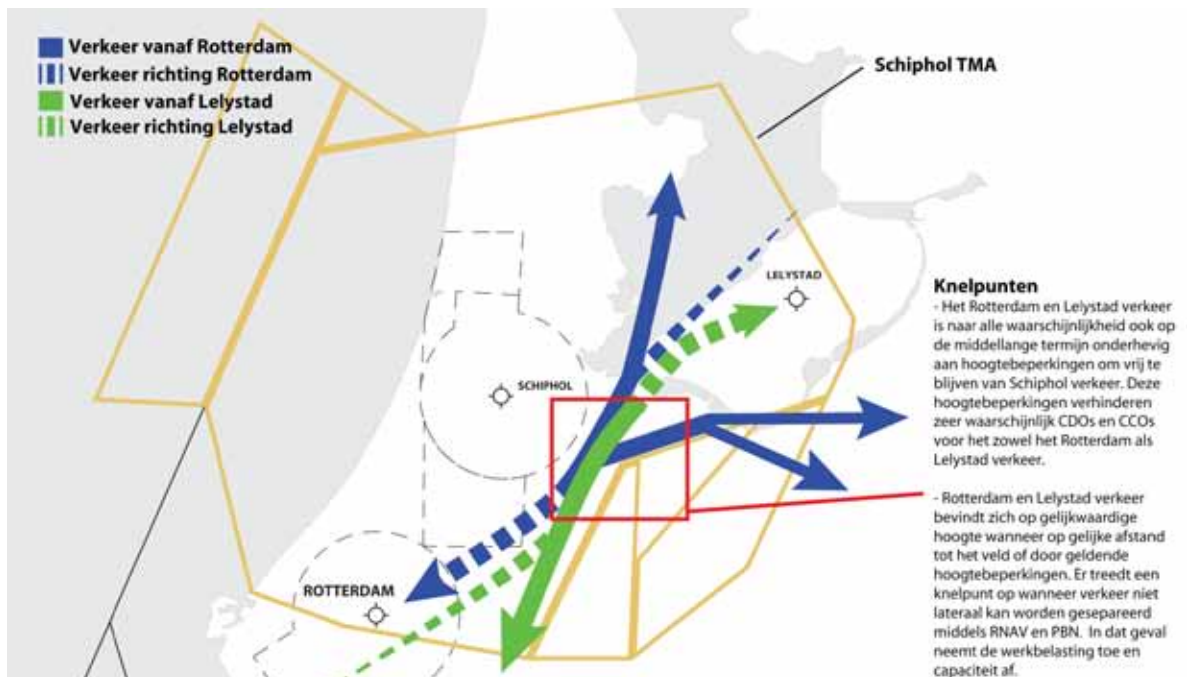 Verkeer vanaf Rotterdam
Verkeer richting Rotterdam
Verkeer vanaf Lelystad
Verkeer richting Lelystad
Schiphol TMA
LELYSTAD
SCHIPHOL
ROTTERDAM
Knelpunten
- Het Rotterdam en Lelystad verkeer
is naar alle waarschijnlijkheid ook op
de middellange termijn onderhevig
aan hoogtebeperkingen om vrij te
blijven van Schiphol verkeer. Deze
hoogtebeperkingen verhinderen
zeer waarschijnlijk CDOs en CCOs
voor het zowel het Rotterdam als
Lelystad verkeer.
- Rotterdam en Lelystad verkeer
bevindt zich op gelijkwaardige
hoogte wanneer op gelijke afstand
tot het veld of door geldende
hoogtebeperkingen. Er treedt een
knelpunt op wanneer verkeer niet
lateraal kan worden gesepareerd
middels RNAV en PBN. In dat geval
neemt de werkbelasting toe en
capaciteit af.